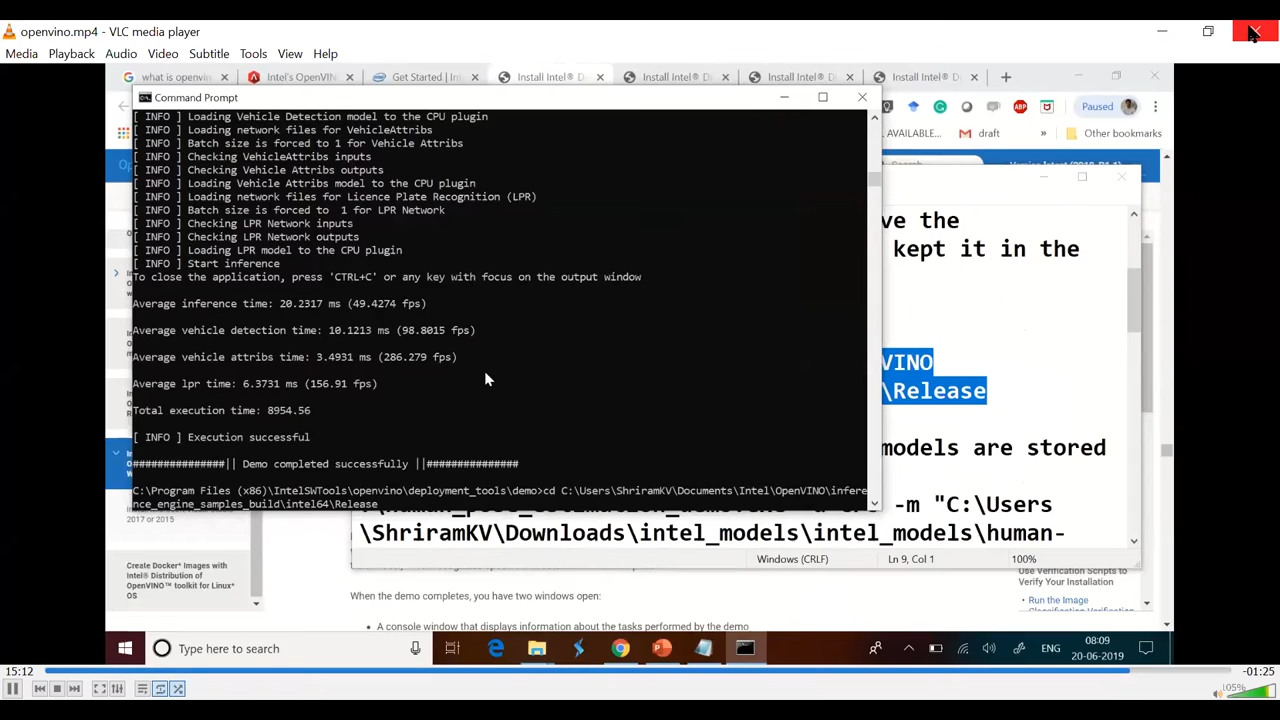 openvino.mp4 - VLC media player
Media Playback Audio Video Subtitle Tools View Help
what is openvin
Intel's OpenVIN
Get Started | Int
Install Intel® D
Install Intel® D
Install Intel® D
Install Intel® D
Command Prompt
ABP
Paused
AVAILABLE...
draft
»
Other bookmarks
[ INFO ] Loading Vehicle Detection model to the CPU plugin
[ INFO ] Loading network files for VehicleAttribs
[ INFO ] Batch size is forced to 1 for Vehicle Attribs
[ INFO ] Checking VehicleAttribs inputs
[ INFO ] Checking Vehicle Attribs outputs
[ INFO ] Loading Vehicle Attribs model to the CPU plugin
[ INFO ] Loading network files for Licence Plate Recognition (LPR)
[ INFO ] Batch size is forced to  1 for LPR Network
[ INFO ] Checking LPR Network inputs
[ INFO ] Checking LPR Network outputs
[ INFO ] Loading LPR model to the CPU plugin
[ INFO ] Start inference
To close the application, press 'CTRL+C' or any key with focus on the output window
Average inference time: 20.2317 ms (49.4274 fps)
Average vehicle detection time: 10.1213 ms (98.8015 fps)
Average vehicle attribs time: 3.4931 ms (286.279 fps)
Average lpr time: 6.3731 ms (156.91 fps)
Total execution time: 8954.56
[ INFO ] Execution successful
###############|| Demo completed successfully ||###############
C:\Program Files (x86)\IntelSWTools\openvino\deployment_tools\demo>cd C:\Users\ShriramKV\Documents\Intel\OpenVINO\infere
nce_engine_samples_build\intel64\Release
ve the
kept it in the
VINO
\Release
models are stored
-m "C:\Users
\ShriramKV\Downloads\intel_models\intel_models\human-
Windows (CRLF)
Ln 9, Col 1
100%
2017 or 2015
Create Docker* Images with
Intel® Distribution of
OpenVINO™ toolkit for Linux*
OS
When the demo completes, you have two windows open:
• A console window that displays information about the tasks performed by the demo
Use Verification Scripts to
Verify Your Installation
• Run the Image
Type here to search
ENG
08:09
20-06-2019
15:12
-01:25
105%